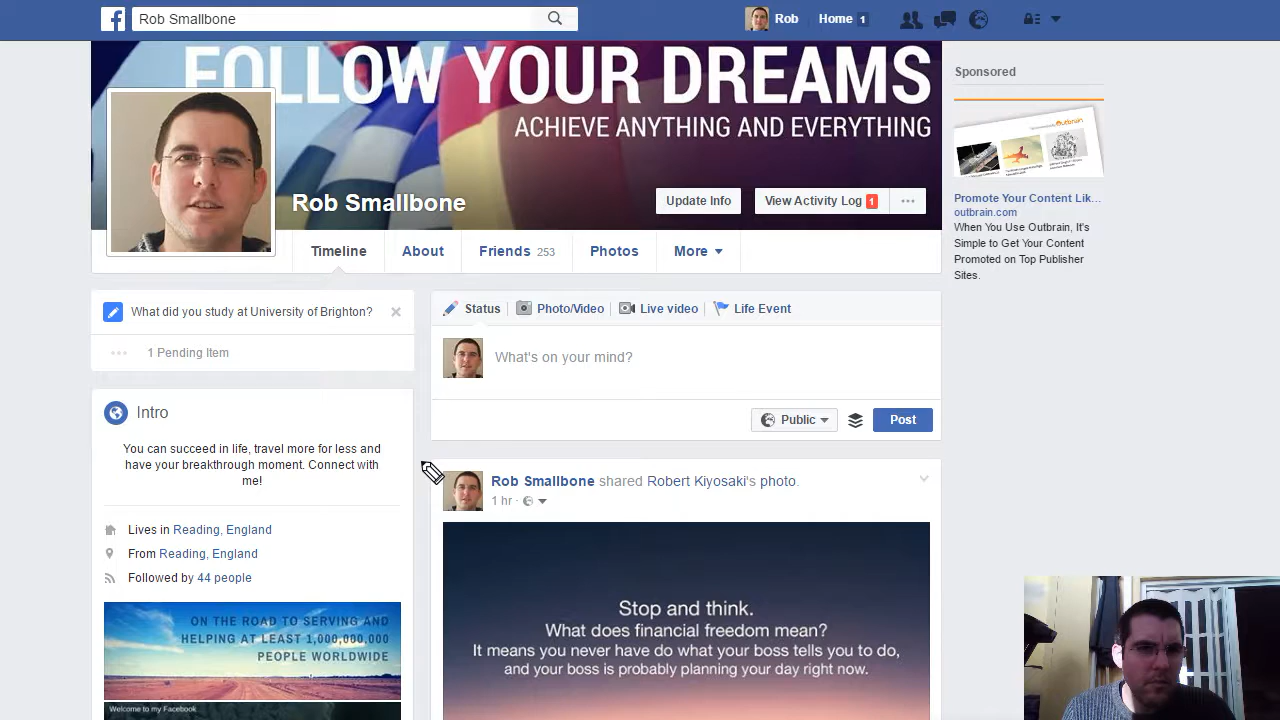 Rob Smallbone
Rob
Home 1
FOLLOW YOUR DREAMS
ACHIEVE ANYTHING AND EVERYTHING
Rob Smallbone
Update Info
View Activity Log 1
Timeline
About
Friends 253
Photos
More
Sponsored
Outbrain
Promote Your Content Lik...
outbrain.com
When You Use Outbrain, It's
Simple to Get Your Content
Promoted on Top Publisher
Sites.
What did you study at University of Brighton?
1 Pending Item
Intro
You can succeed in life, travel more for less and
have your breakthrough moment. Connect with
me!
Lives in Reading, England
From Reading, England
Followed by 44 people
ON THE ROAD TO SERVING AND
HELPING AT LEAST 1,000,000,000
PEOPLE WORLDWIDE
Welcome to my Facebook
Status
Photo/Video
Live video
Life Event
What's on your mind?
Public
Post
Rob Smallbone shared Robert Kiyosaki's photo.
1 hr ·
Stop and think.
What does financial freedom mean?
It means you never have do what your boss tells you to do,
and your boss is probably planning your day right now.